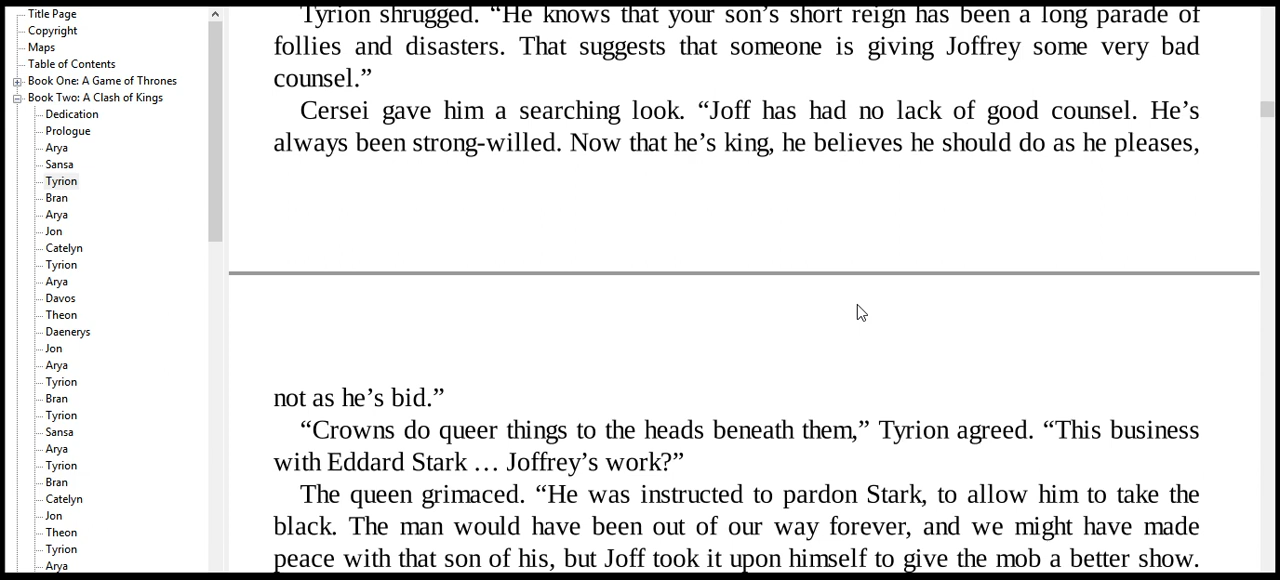 Title Page
Copyright
Maps
Table of Contents
Book One: A Game of Thrones
Book Two: A Clash of Kings
Dedication
Prologue
Arya
Sansa
Tyrion
Bran
Arya
Jon
Catelyn
Tyrion
Arya
Davos
Theon
Daenerys
Jon
Arya
Tyrion
Bran
Tyrion
Sansa
Arya
Tyrion
Bran
Catelyn
Jon
Theon
Tyrion
Arya
Tyrion shrugged. “He knows that your son’s short reign has been a long parade of
follies and disasters. That suggests that someone is giving Joffrey some very bad
counsel.”
Cersei gave him a searching look. “Joff has had no lack of good counsel. He’s
always been strong-willed. Now that he’s king, he believes he should do as he pleases,
not as he’s bid.”
“Crowns do queer things to the heads beneath them,” Tyrion agreed. “This business
with Eddard Stark … Joffrey’s work?”
The queen grimaced. “He was instructed to pardon Stark, to allow him to take the
black. The man would have been out of our way forever, and we might have made
peace with that son of his, but Joff took it upon himself to give the mob a better show.